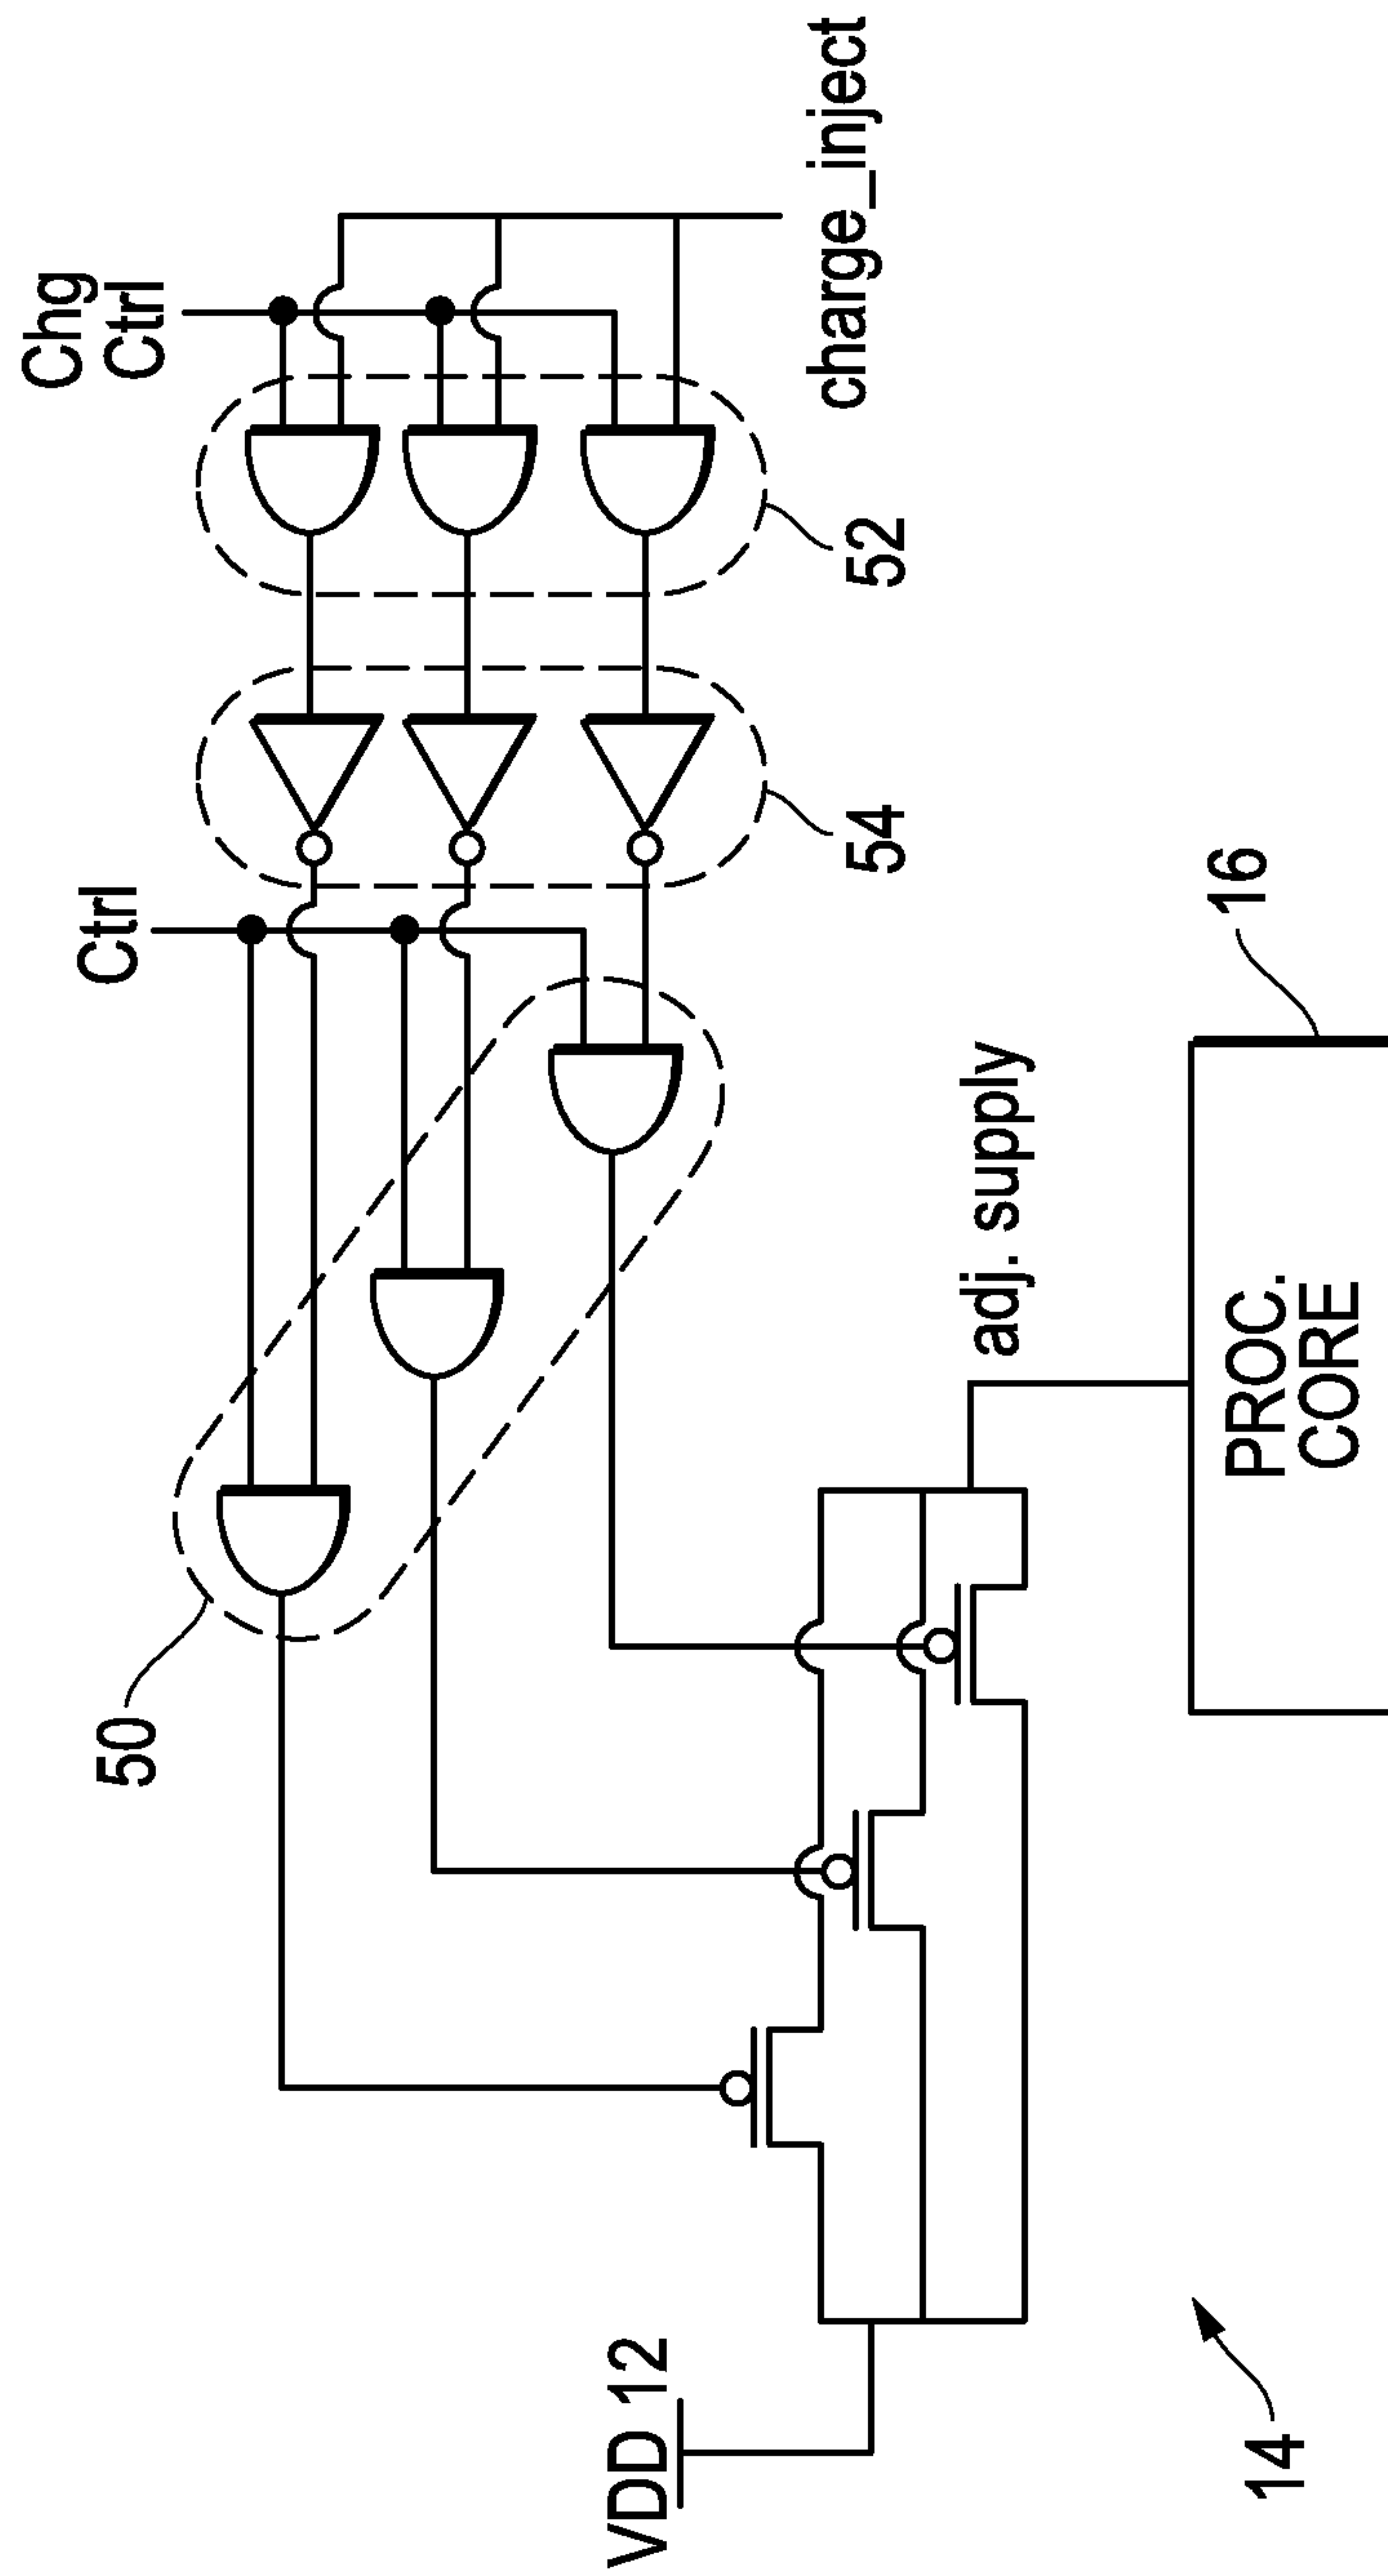 Chg
Ctrl
charge_inject
52
54
Ctrl
50
adj. supply
16
PROC.
CORE
VDD 12
14